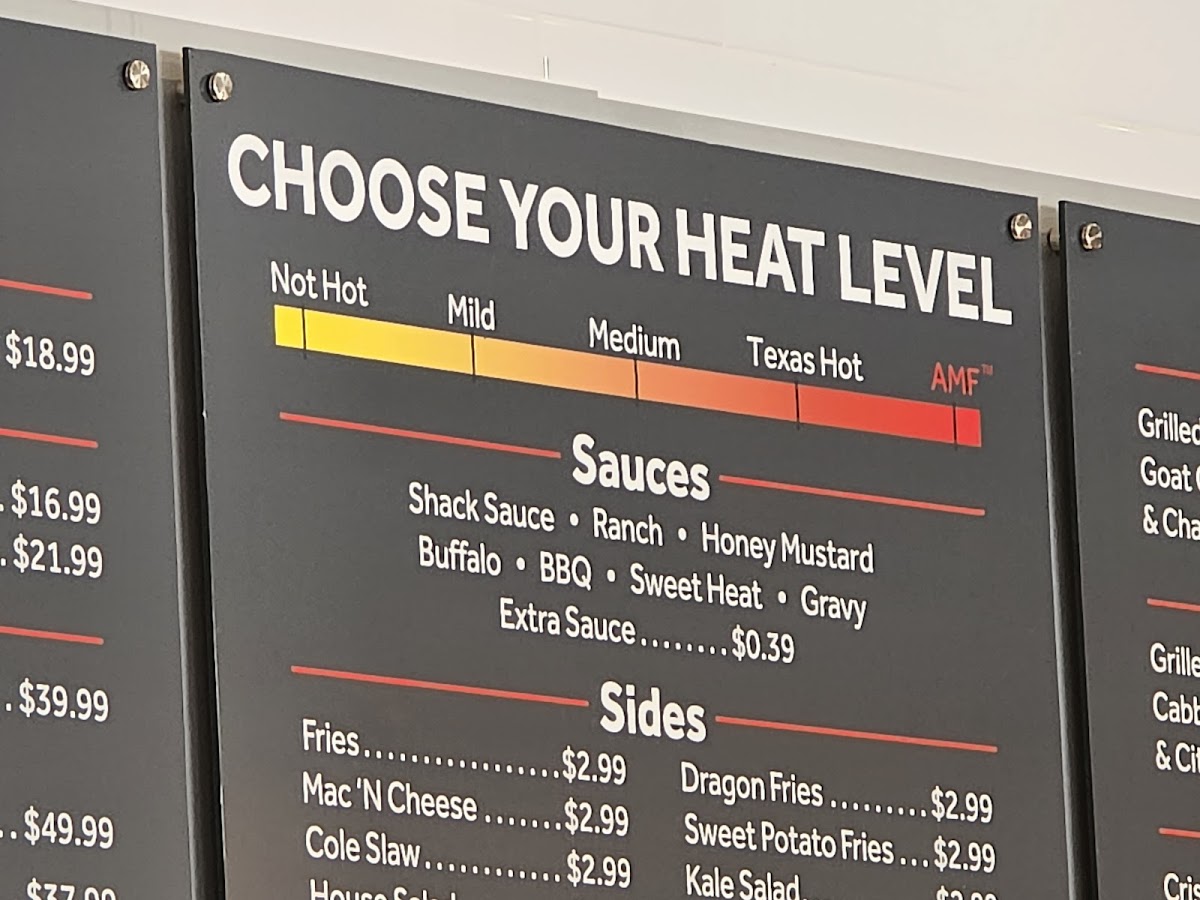 $18.99
. $16.99
. $21.99
. . $39.99
. . $49.99
CHOOSE YOUR HEAT LEVEL
Not Hot Mild Medium Texas Hot AMF™
Sauces
Shack Sauce • Ranch • Honey Mustard
Buffalo • BBQ • Sweet Heat • Gravy
Extra Sauce........$0.39
Sides
Fries.................$2.99
Mac 'N Cheese.......$2.99
Cole Slaw............$2.99
House
Dragon Fries.........$2.99
Sweet Potato Fries...$2.99
Kale Salad
Grilled
Goat
&
Cabb
&